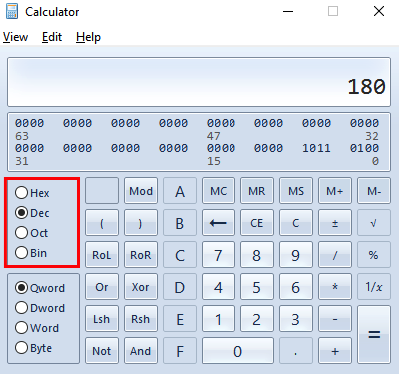 Calculator
View Edit Help
180
0000 0000 0000 0000 0000 0000 0000 0000
63 47 32
0000 0000 0000 0000 0000 0000 1011 0100
31 15 0
Hex Mod A MC MR MS M+ M-
Dec ( ) B ← CE C ± √
Oct RoL RoR C 7 8 9 / %
Bin
Qword Or Xor D 4 5 6 * 1/x
Dword Lsh Rsh E 1 2 3 - =
Word
Byte Not And F 0 . +